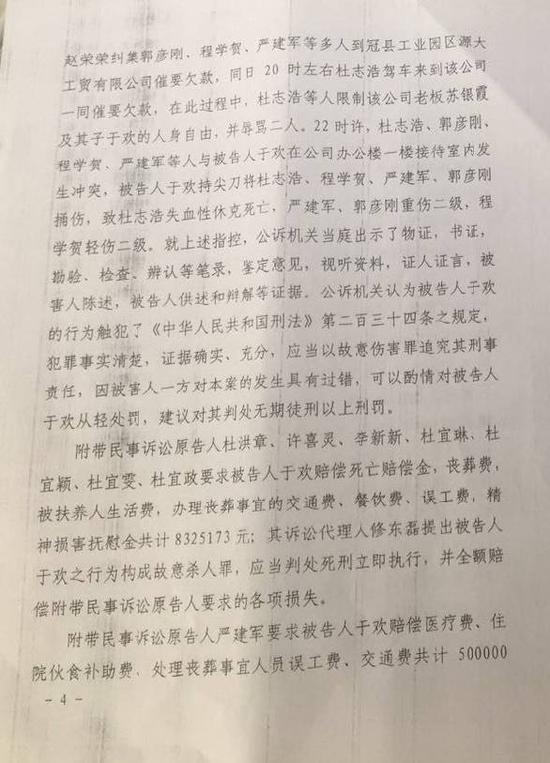 赵荣荣纠集郭彦刚、程学贺、严建军等多人到冠县工业园区源大
工贸有限公司催要欠款，同日 20 时左右杜志浩驾车来到该公司
一同催要欠款，在此过程中，杜志浩等人限制该公司老板苏银霞
及其子于欢的人身自由，并辱骂二人。22 时许，杜志浩、郭彦刚、
程学贺、严建军等人与被告人于欢在公司办公楼一楼接待室内发
生冲突，被告人于欢持尖刀将杜志浩、程学贺、严建军、郭彦刚
捅伤，致杜志浩失血性休克死亡，严建军、郭彦刚重伤二级，程
学贺轻伤二级。就上述指控，公诉机关当庭出示了物证，书证，
勘验、检查、辨认等笔录，鉴定意见，视听资料，证人证言，被
害人陈述，被告人供述和辩解等证据。公诉机关认为被告人于欢
的行为触犯了《中华人民共和国刑法》第二百三十四条之规定，
犯罪事实清楚，证据确实、充分，应当以故意伤害罪追究其刑事
责任，因被害人一方对本案的发生具有过错，可以酌情对被告人
于欢从轻处罚，建议对其判处无期徒刑以上刑罚。
附带民事诉讼原告人杜洪章、许喜灵、李新新、杜宜琳、杜
宜颖、杜宜雯、杜宜政要求被告人于欢赔偿死亡赔偿金，丧葬费，
被扶养人生活费，办理丧葬事宜的交通费、餐饮费、误工费，精
神损害抚慰金共计 8325173 元；其诉讼代理人修东磊提出被告人
于欢之行为构成故意杀人罪，应当判处死刑立即执行，并全额赔
偿附带民事诉讼原告人要求的各项损失。
附带民事诉讼原告人严建军要求被告人于欢赔偿医疗费、住
院伙食补助费、处理丧葬事宜人员误工费、交通费共计 500000
- 4 -